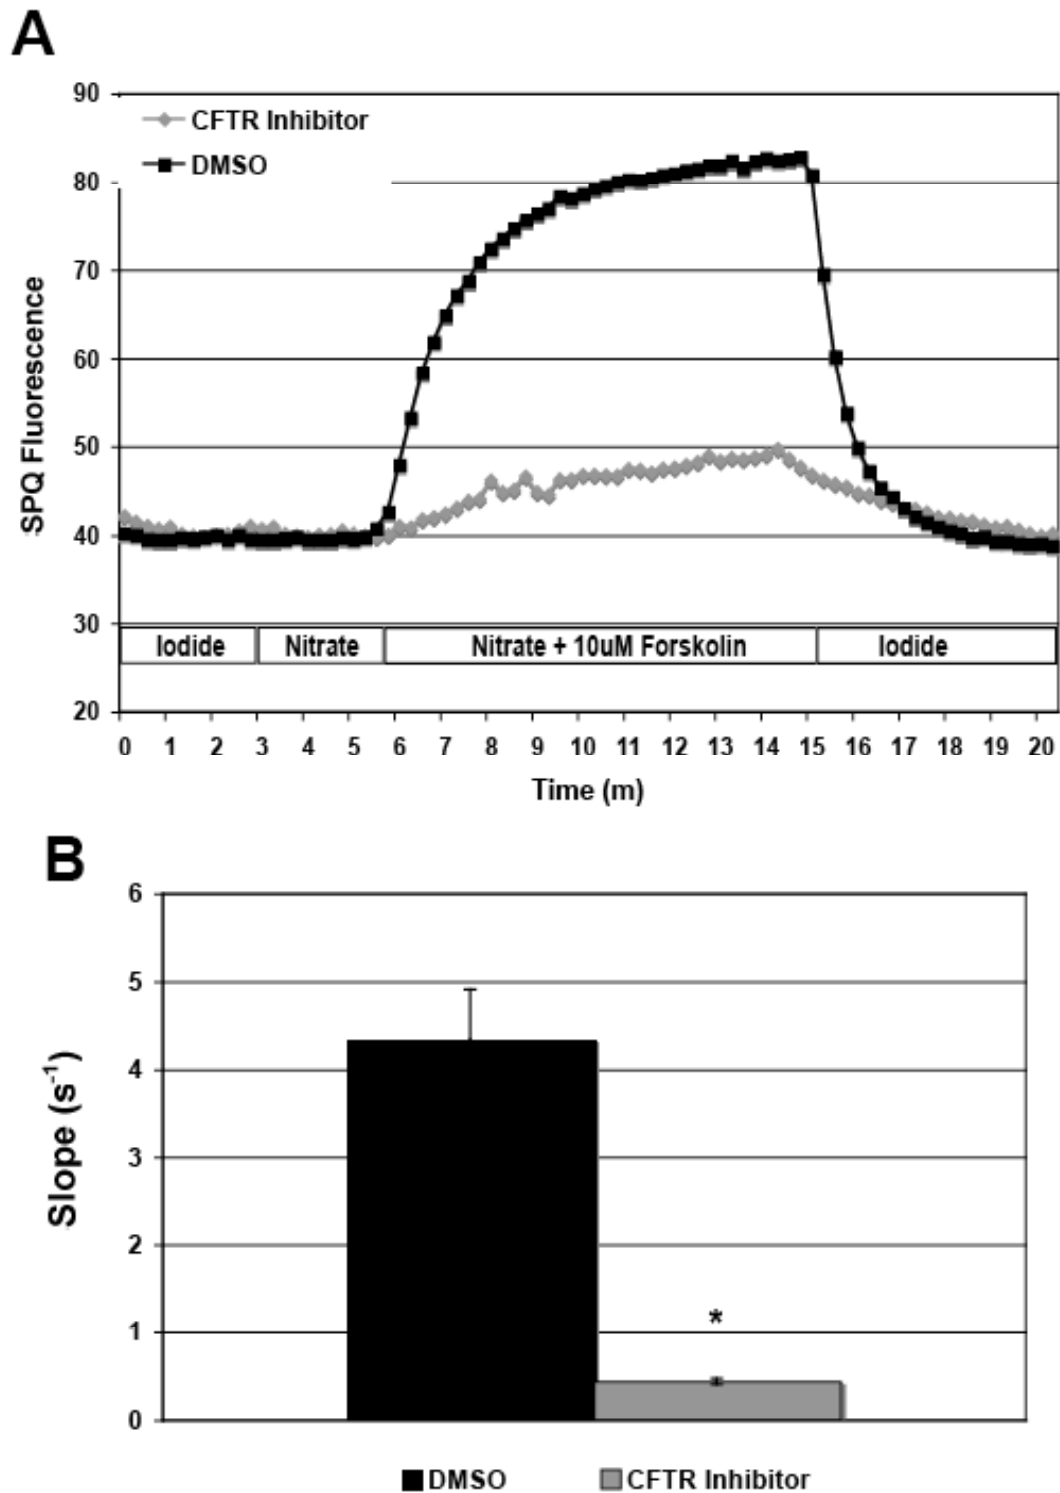 A
90
CFTR Inhibitor
DMSO
80
70
60
50
40
30
20
SPQ Fluorescence
Iodide Nitrate Nitrate + 10uM Forskolin Iodide
0 1 2 3 4 5 6 7 8 9 10 11 12 13 14 15 16 17 18 19 20
Time (m)
B
6
5
4
3
2
1
0
Slope (s-1)
*
DMSO CFTR Inhibitor